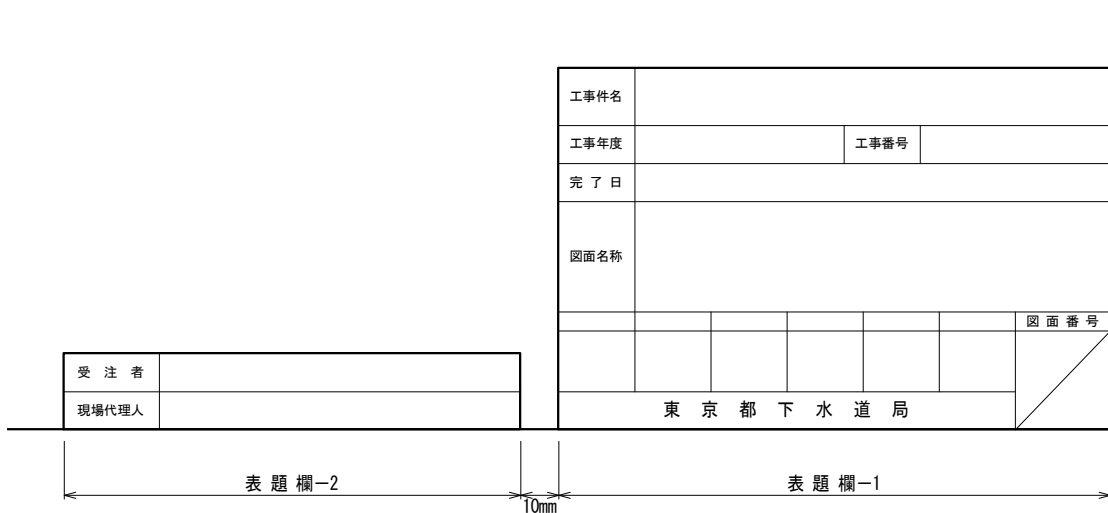 工事件名
工事年度 工事番号
完了日
図面名称
図面番号
受注者
現場代理人
東京都下水道局
表題欄－2
10mm
表題欄－1